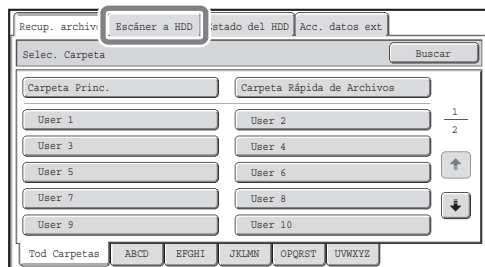 Recup. archivo Escáner a HDD Estado del HDD Acc. datos ext
Selec. Carpeta Buscar
Carpeta Princ. Carpeta Rápida de Archivos
User 1 User 2
1
2
User 3 User 4
User 5 User 6
User 7 User 8
User 9 User 10
Tod Carpetas ABCD EFGHI JKLMN OPQRST UVWXYZ